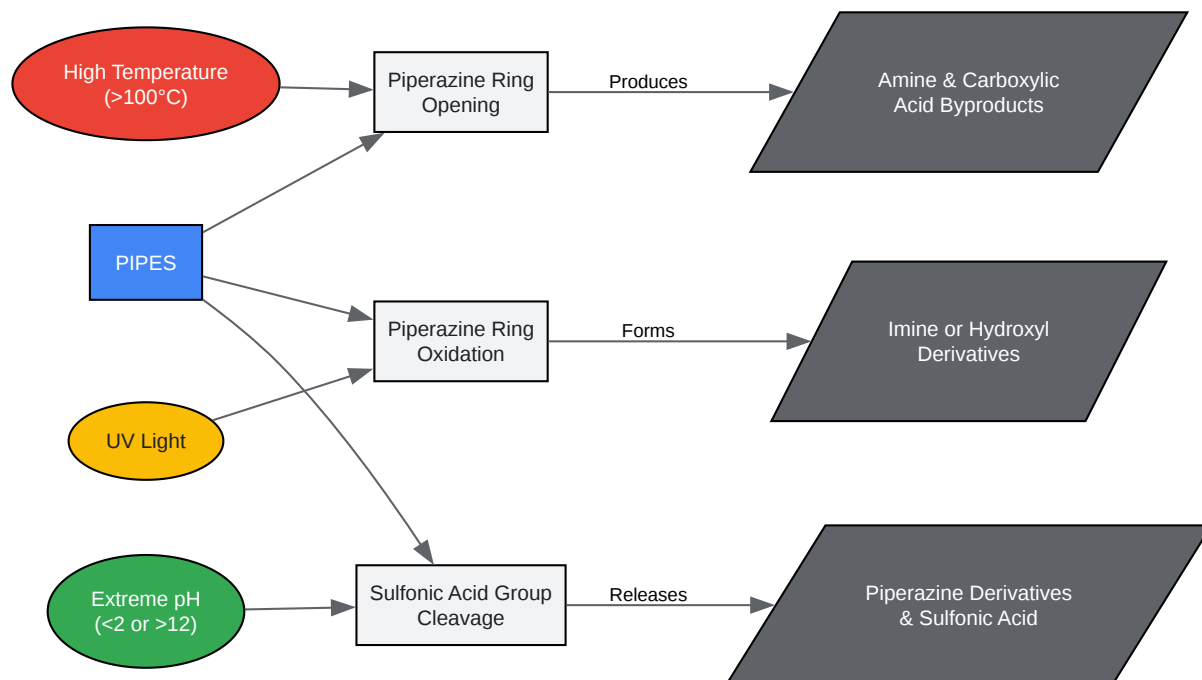 High Temperature
(>100°C)
Piperazine Ring
Opening
Produces
Amine & Carboxylic
Acid Byproducts
PIPES
Piperazine Ring
Oxidation
Forms
Imine or Hydroxyl
Derivatives
UV Light
Extreme pH
(<2 or >12)
Sulfonic Acid Group
Cleavage
Releases
Piperazine Derivatives
& Sulfonic Acid